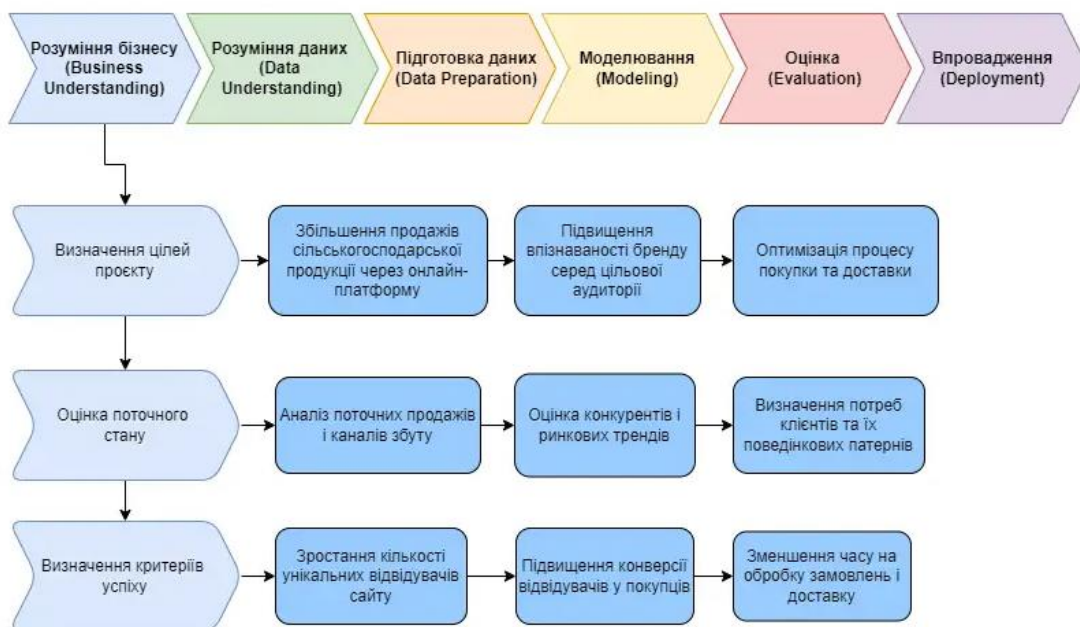 Розуміння бізнесу
(Business
Understanding)
Розуміння даних
(Data
Understanding)
Підготовка даних
(Data Preparation)
Моделювання
(Modeling)
Оцінка
(Evaluation)
Впровадження
(Deployment)
Визначення цілей
проєкту
Збільшення продажів
сільськогосподарської
продукції через онлайн-
платформу
Підвищення
впізнаваності бренду
серед цільової
аудиторії
Оптимізація процесу
покупки та доставки
Оцінка поточного
стану
Аналіз поточних продажів
і каналів збуту
Оцінка конкурентів і
ринкових трендів
Визначення потреб
клієнтів та їх
поведінкових патернів
Визначення критеріїв
успіху
Зростання кількості
унікальних відвідувачів
сайту
Підвищення конверсії
відвідувачів у покупців
Зменшення часу на
обробку замовлень і
доставку